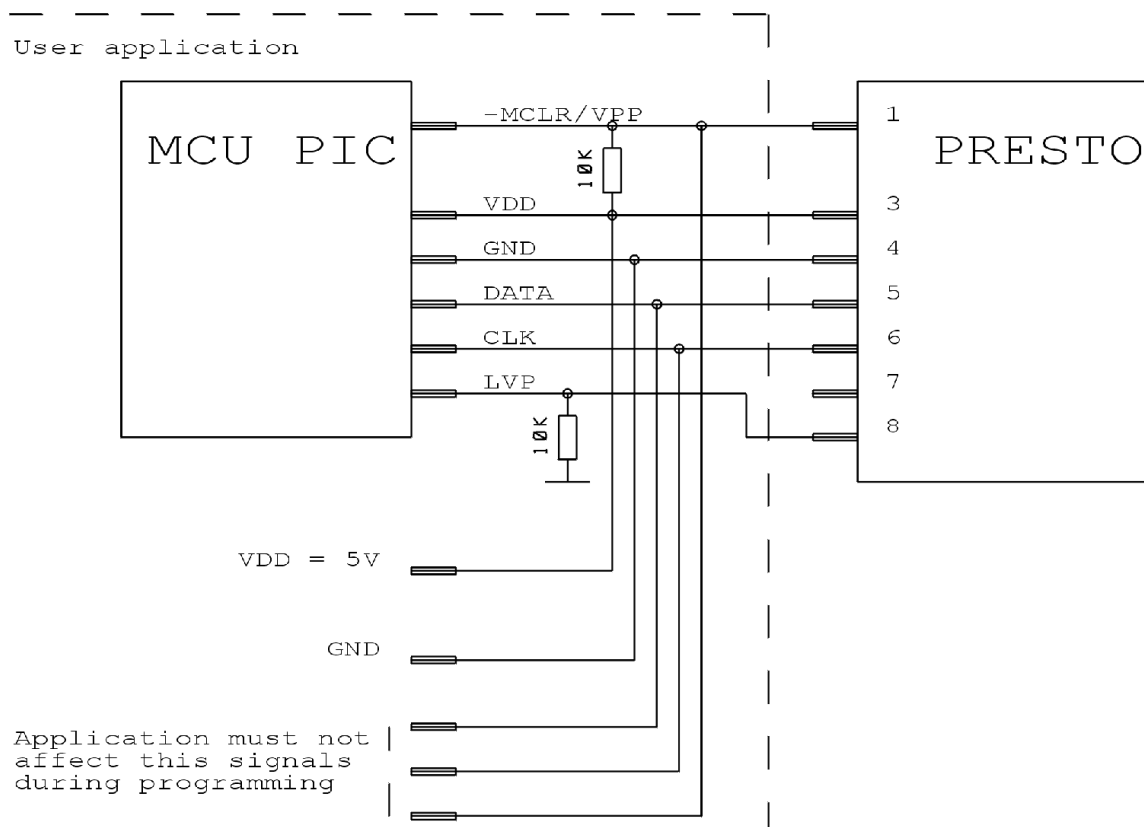 User application
MCU PIC
-MCLR/VPP
10K
VDD
GND
DATA
CLK
LVP
10K
PRESTO
1
3
4
5
6
7
8
VDD = 5V
GND
Application must not
affect this signals
during programming